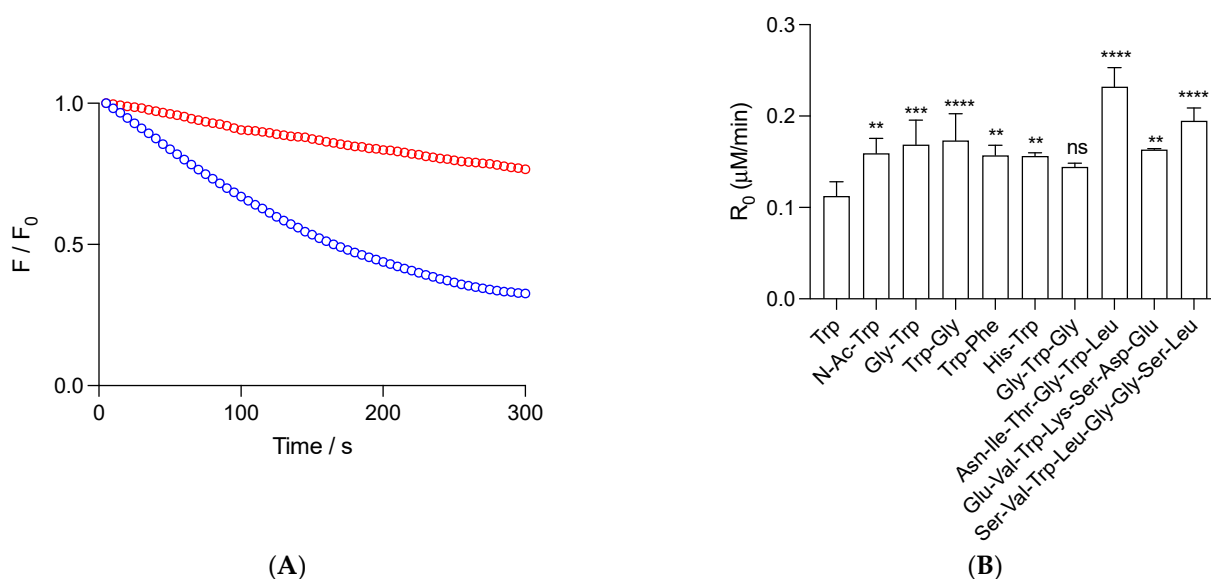 1.0
0.5
0.0
F / F0
0
100
200
300
Time / s
(A)
0.3
0.2
0.1
0.0
R0 (μM/min)
**
***
****
**
**
ns
****
**
****
Trp
N-Ac-Trp
Gly-Trp
Trp-Gly
Trp-Phe
His-Trp
Gly-Trp-Gly
Asn-Ile-Thr-Gly-Trp-Leu
Glu-Val-Trp-Lys-Ser-Asp-Glu
Ser-Val-Trp-Leu-Gly-Gly-Ser-Leu
(B)